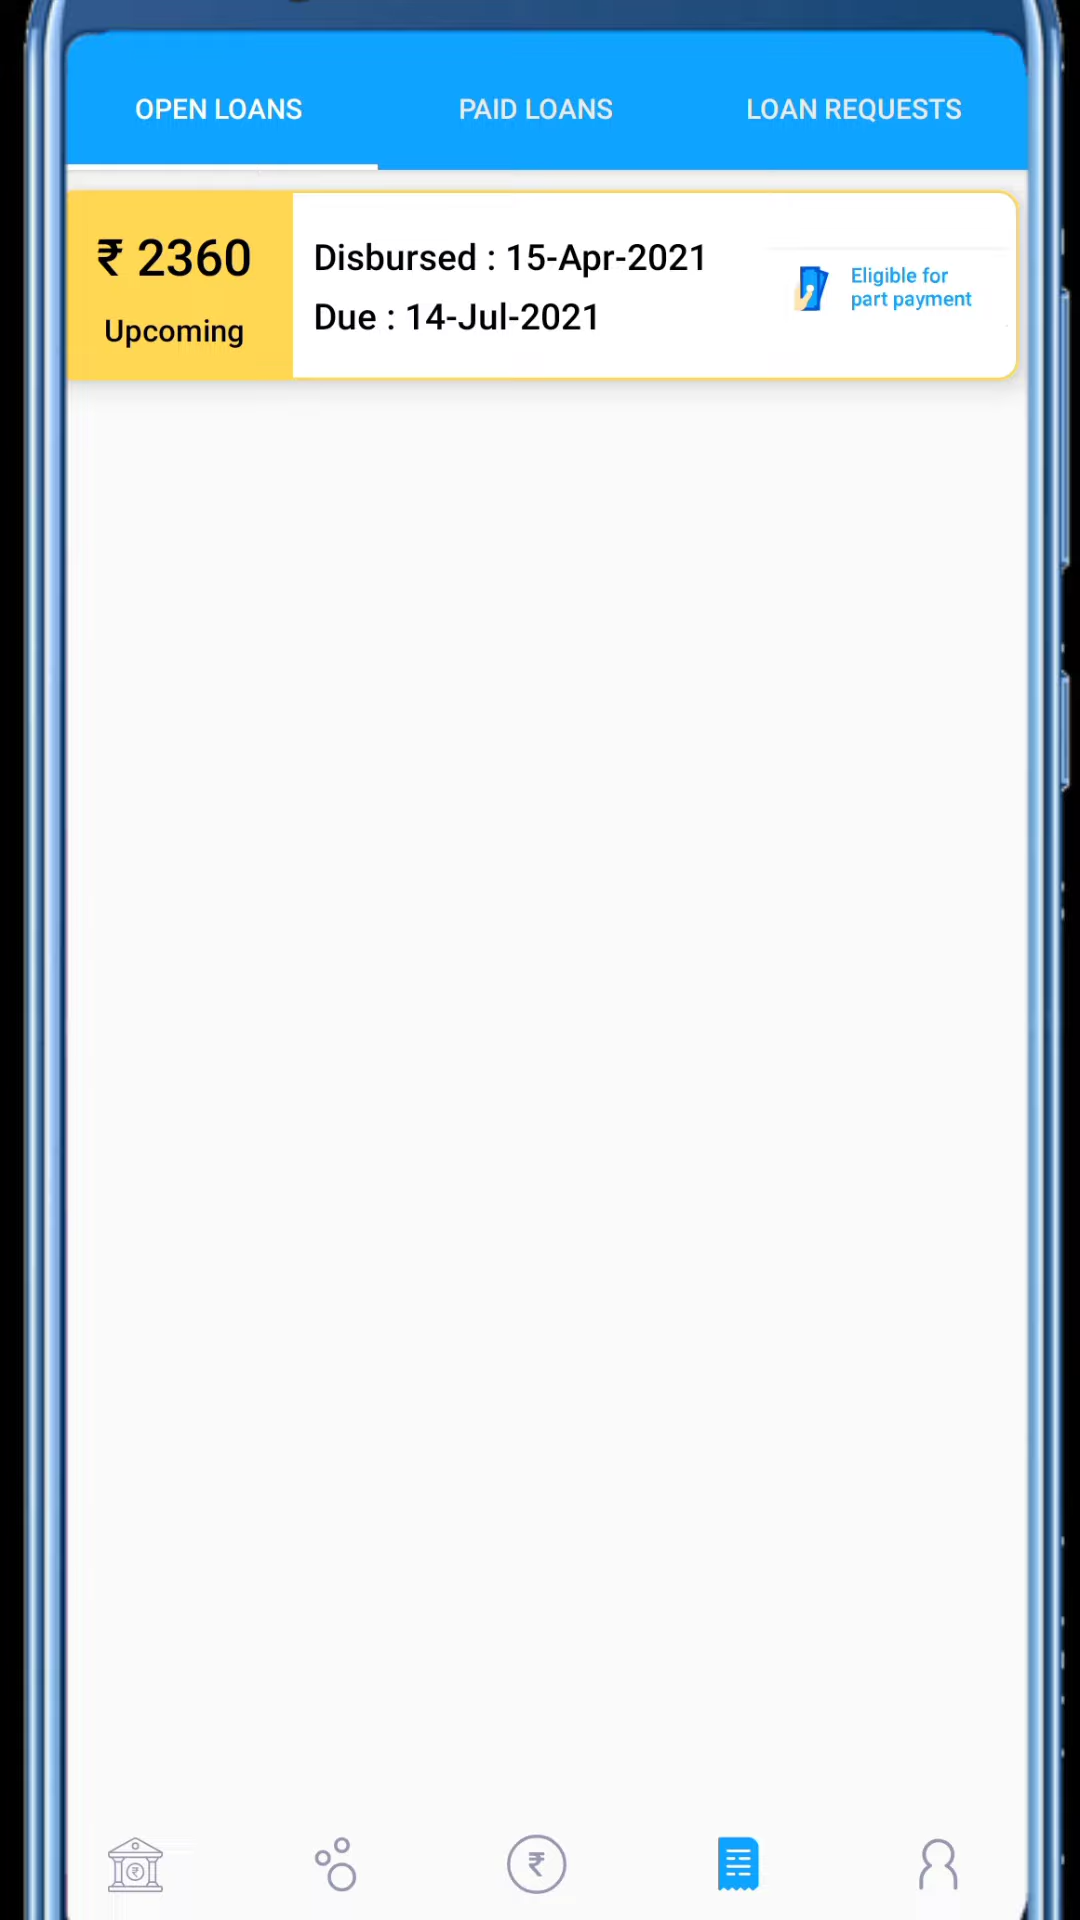 OPEN LOANS PAID LOANS LOAN REQUESTS
₹ 2360
Upcoming
Disbursed : 15-Apr-2021
Due : 14-Jul-2021
Eligible for
part payment